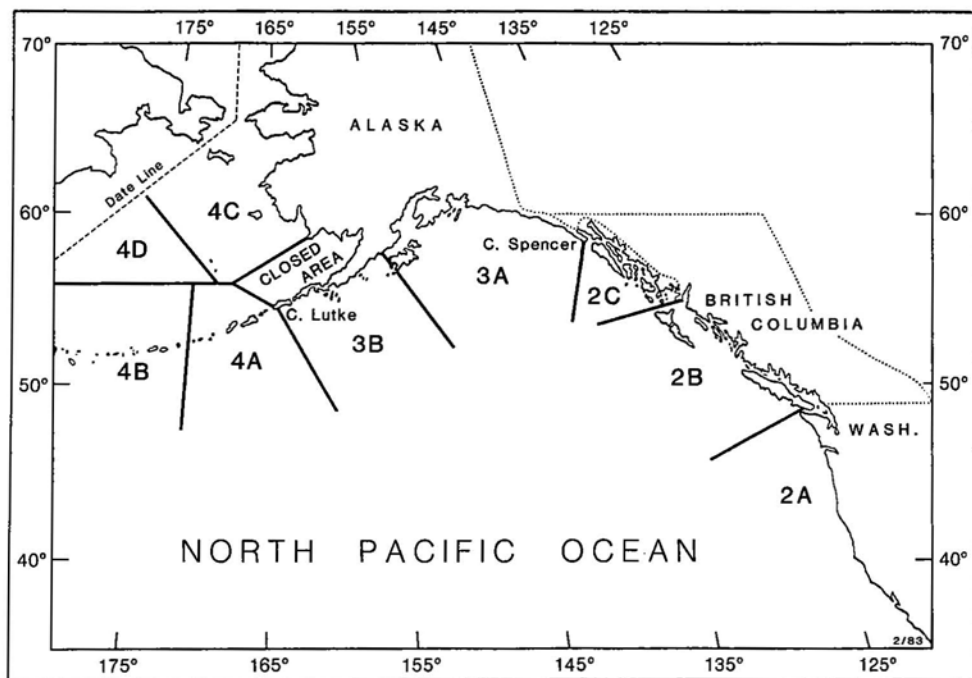 175° 165° 155° 145° 135° 125°
70° 70°
ALASKA
Date Line
4C
60° 60°
4D
CLOSED
AREA
C. Spencer
3A
2C
BRITISH
COLUMBIA
C. Lutke
3B
4A
4B
2B
50° 50°
WASH.
2A
NORTH PACIFIC OCEAN
40° 40°
2/83
175° 165° 155° 145° 135° 125°